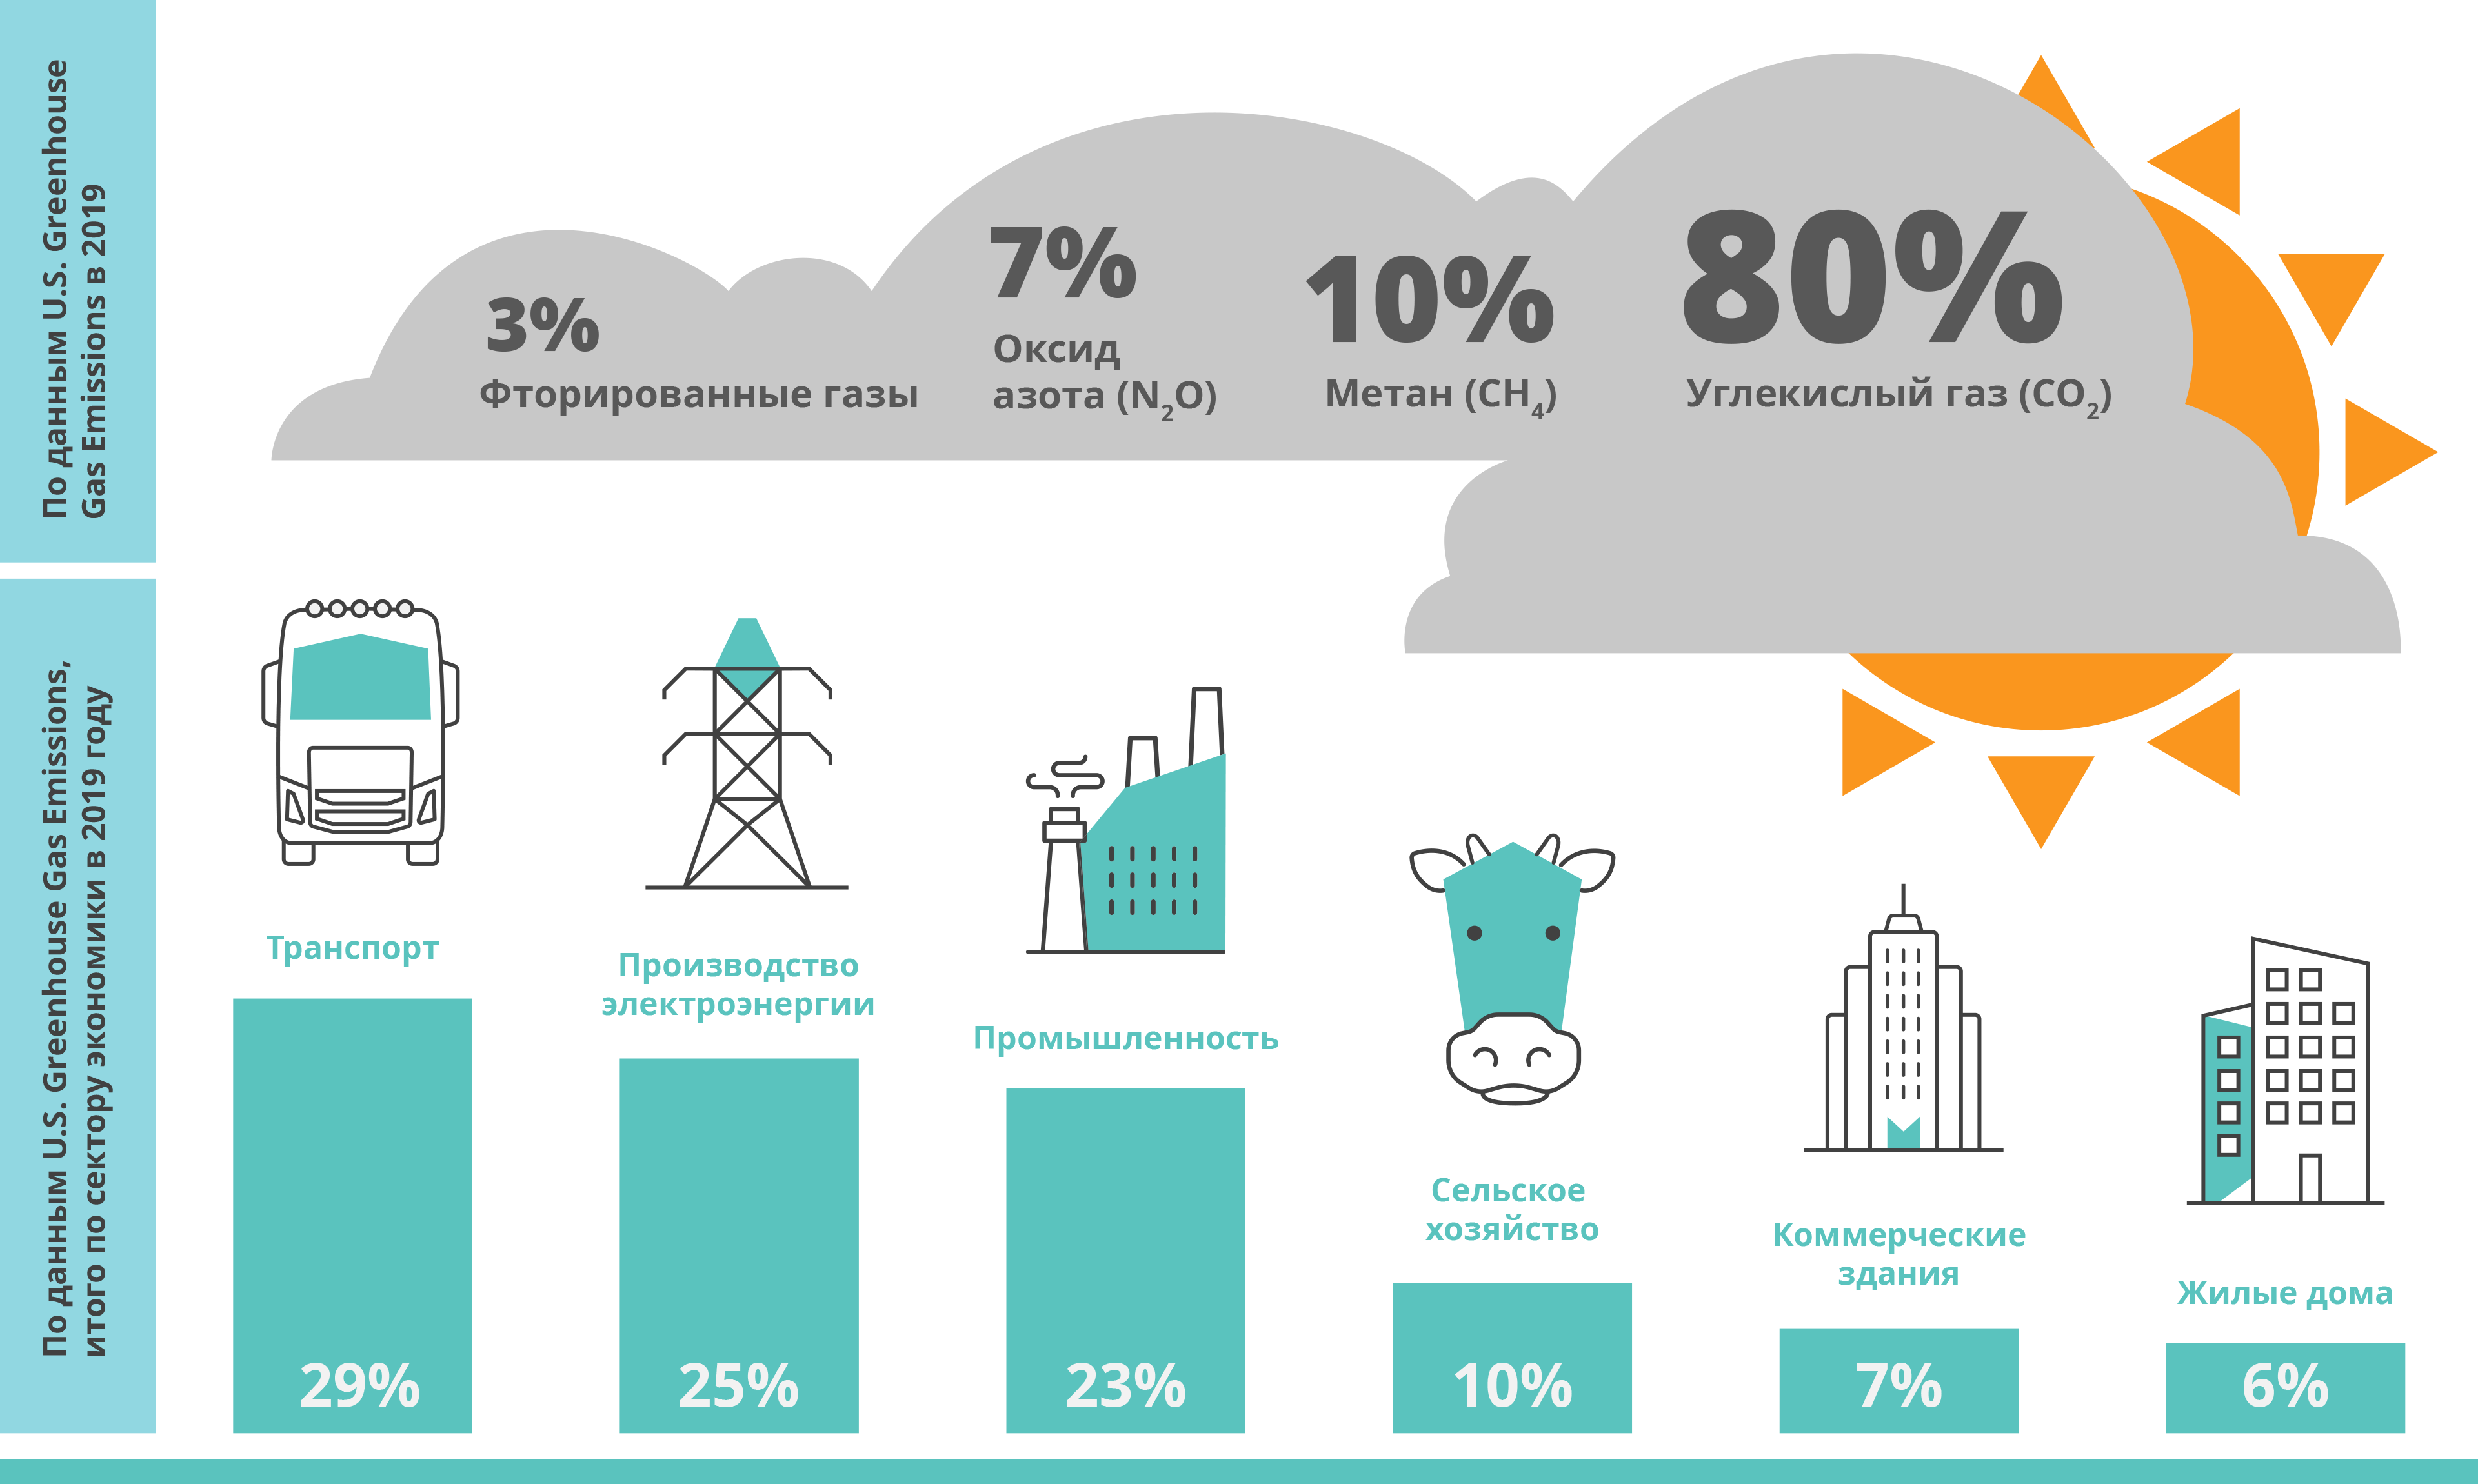 По данным U.S. Greenhouse
Gas Emissions в 2019
3%
Фторированные газы
7%
Оксид
азота (N₂O)
10%
Метан (CH₄)
80%
Углекислый газ (CO₂)
По данным U.S. Greenhouse Gas Emissions,
итого по сектору экономики в 2019 году
Транспорт
29%
Производство
электроэнергии
25%
Промышленность
23%
Сельское
хозяйство
10%
Коммерческие
здания
7%
Жилые дома
6%